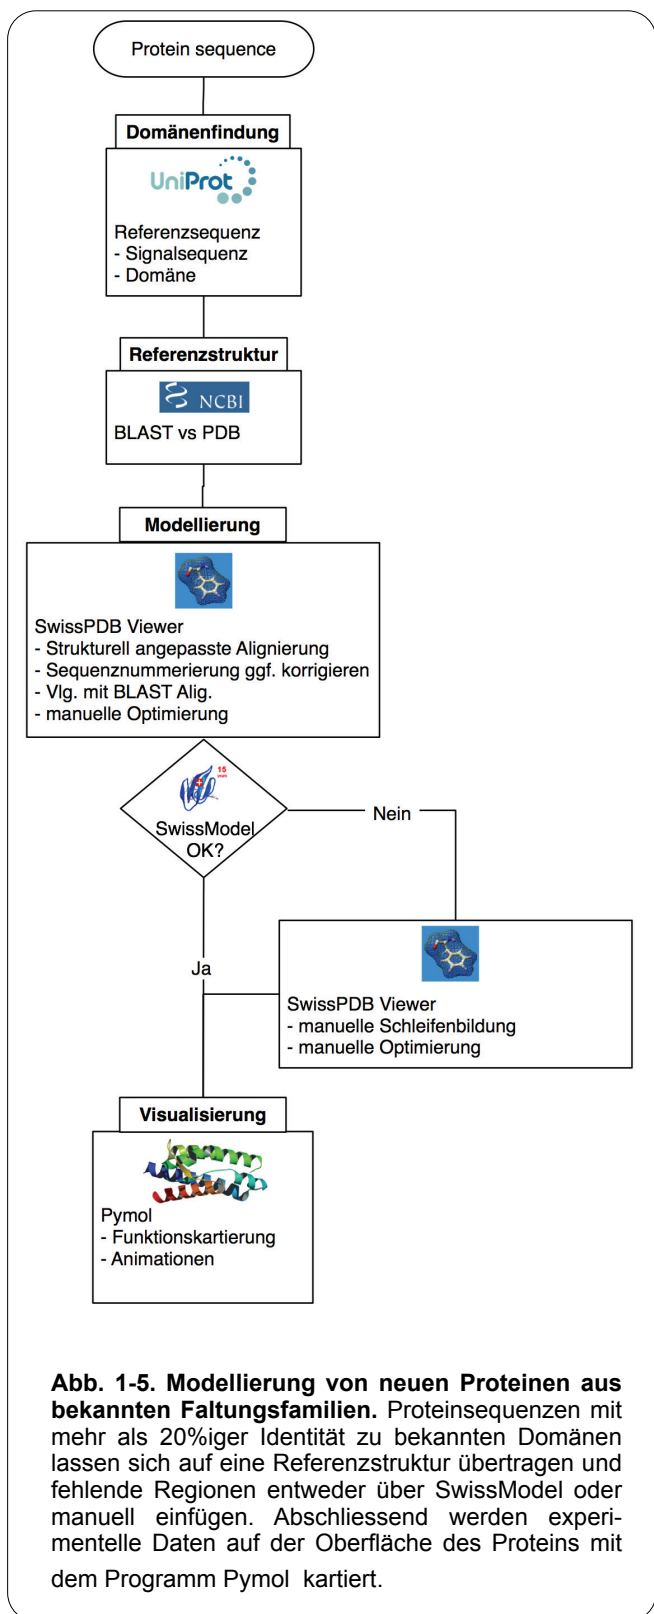 Protein sequence
Domänenfindung
UniProt
Referenzsequenz
- Signalsequenz
- Domäne
Referenzstruktur
NCBI
BLAST vs PDB
Modellierung
SwissPDB Viewer
- Strukturell angepasste Alignierung
- Sequenznummerierung ggf. korrigieren
- Vlg. mit BLAST Alig.
- manuelle Optimierung
15
years
SwissModel
OK?
Nein
Ja
SwissPDB Viewer
- manuelle Schleifenbildung
- manuelle Optimierung
Visualisierung
Pymol
- Funktionskartierung
- Animationen
Abb. 1-5. Modellierung von neuen Proteinen aus
bekannten Faltungsfamilien. Proteinsequenzen mit
mehr als 20%iger Identität zu bekannten Domänen
lassen sich auf eine Referenzstruktur übertragen und
fehlende Regionen entweder über SwissModel oder
manuell einfügen. Abschliessend werden experi-
mentelle Daten auf der Oberfläche des Proteins mit
dem Programm Pymol kartiert.